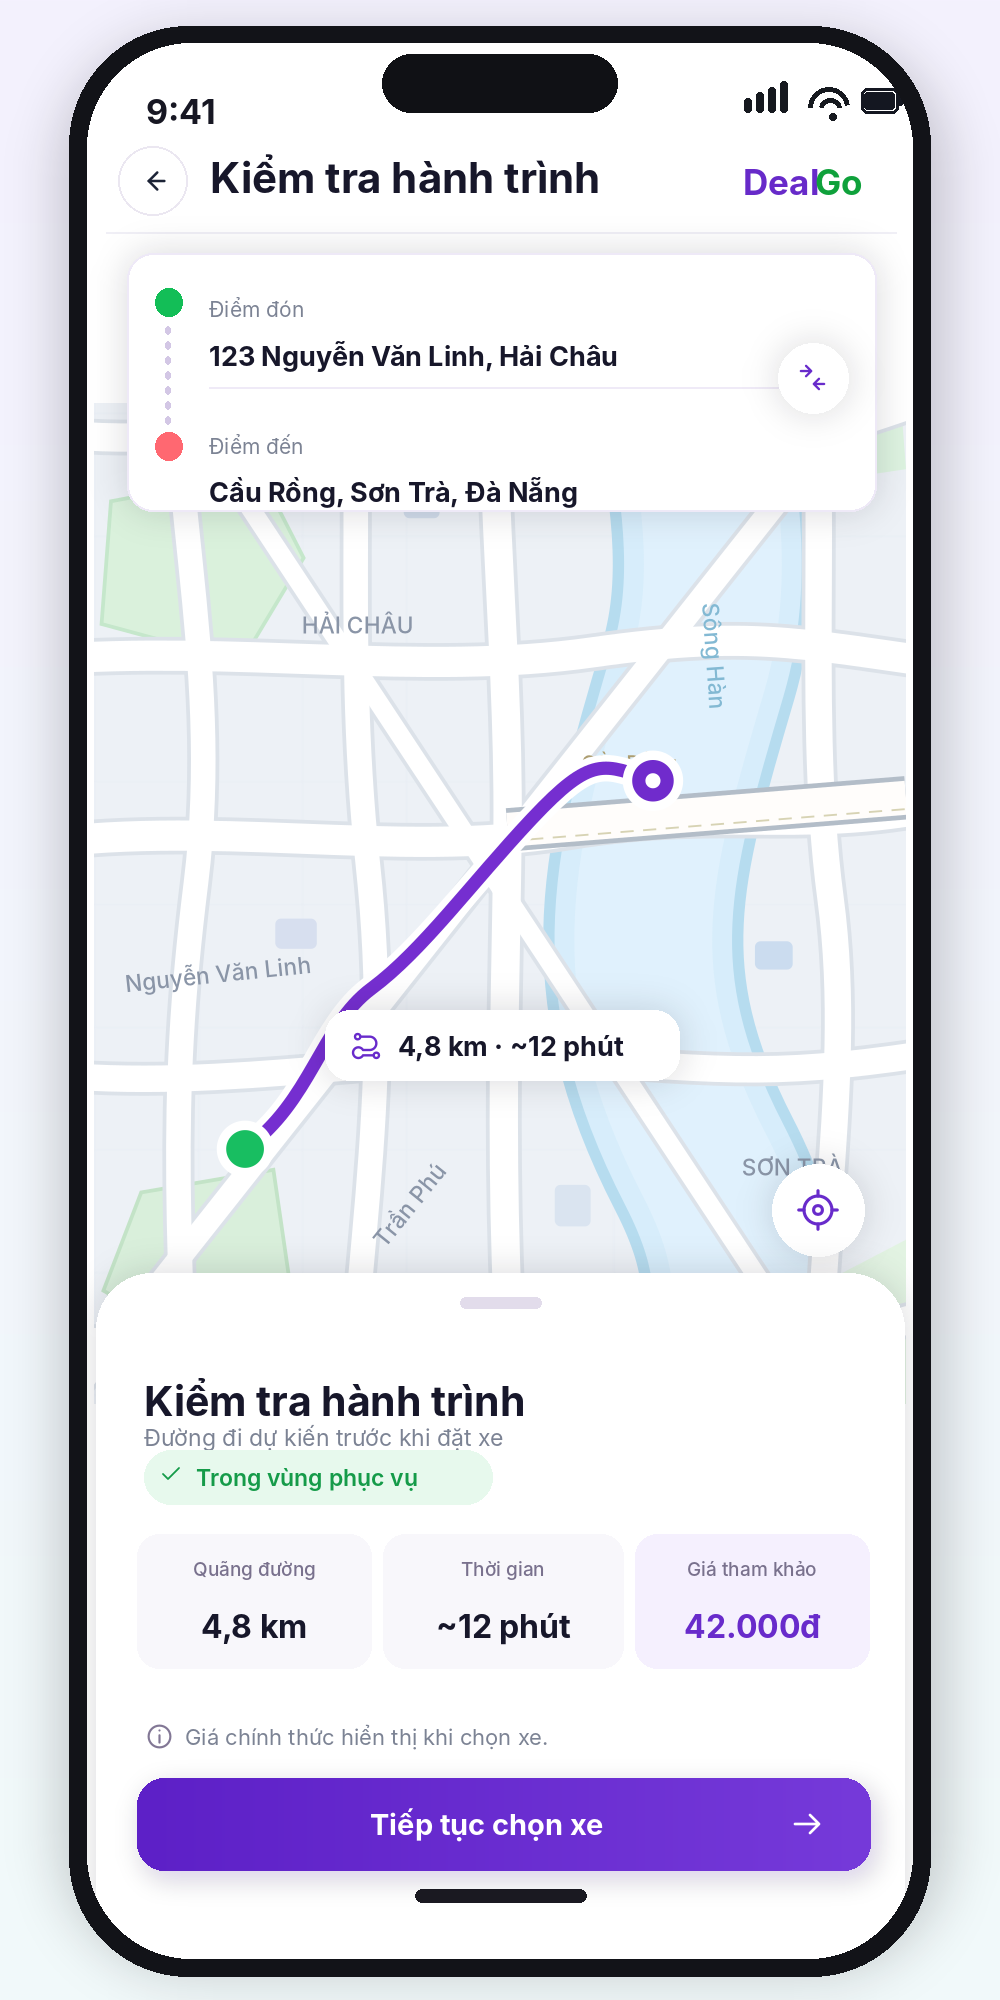 9:41
Kiểm tra hành trình
DealGo
Điểm đón
123 Nguyễn Văn Linh, Hải Châu
Điểm đến
Cầu Rồng, Sơn Trà, Đà Nẵng
HẢI CHÂU
Sông Hàn
Nguyễn Văn Linh
4,8 km · ~12 phút
SƠN TRÀ
Trần Phú
Kiểm tra hành trình
Đường đi dự kiến trước khi đặt xe
Trong vùng phục vụ
Quãng đường
Thời gian
Giá tham khảo
4,8 km
~12 phút
42.000đ
Giá chính thức hiển thị khi chọn xe.
Tiếp tục chọn xe